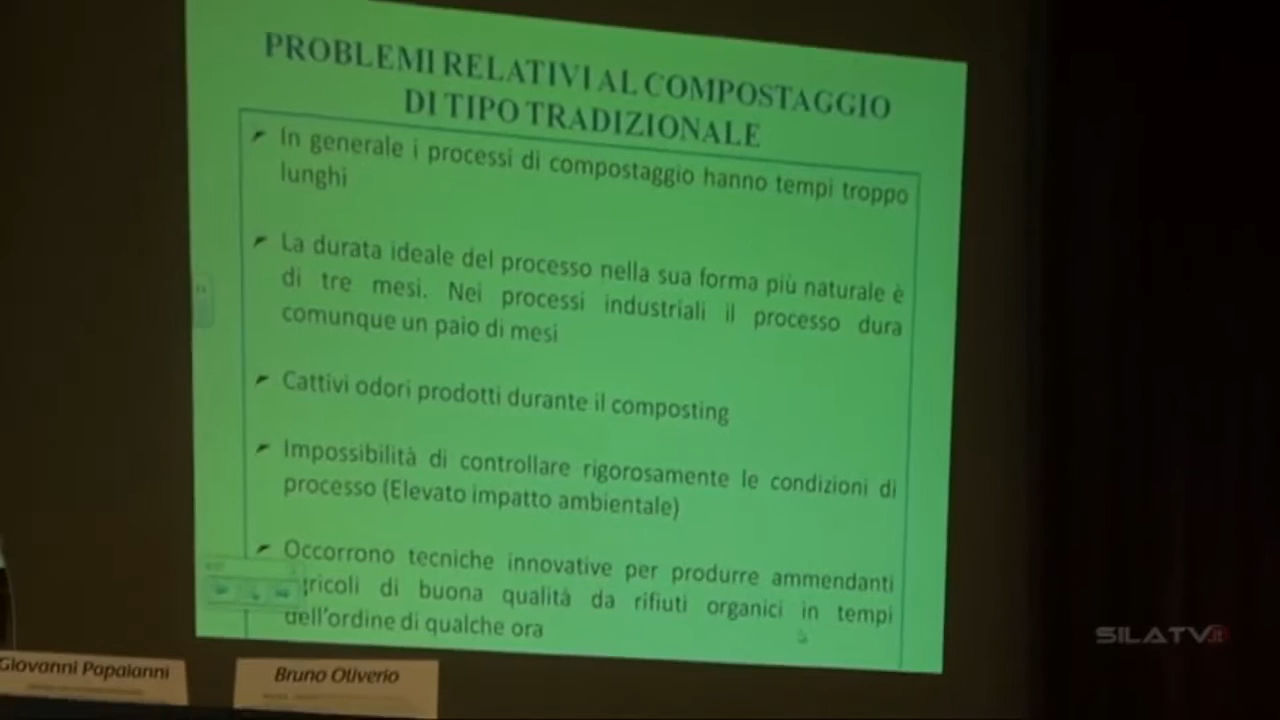 PROBLEMI RELATIVI AL COMPOSTAGGIO
DI TIPO TRADIZIONALE
In generale i processi di compostaggio hanno tempi troppo
lunghi
La durata ideale del processo nella sua forma più naturale è
di tre mesi. Nei processi industriali il processo dura
comunque un paio di mesi
Cattivi odori prodotti durante il composting
Impossibilità di controllare rigorosamente le condizioni di
processo (Elevato impatto ambientale)
Occorrono tecniche innovative per produrre ammendanti
gricoli di buona qualità da rifiuti organici in tempi
dell'ordine di qualche ora
Giovanni Papaianni
Bruno Oliverio
SILATV.it